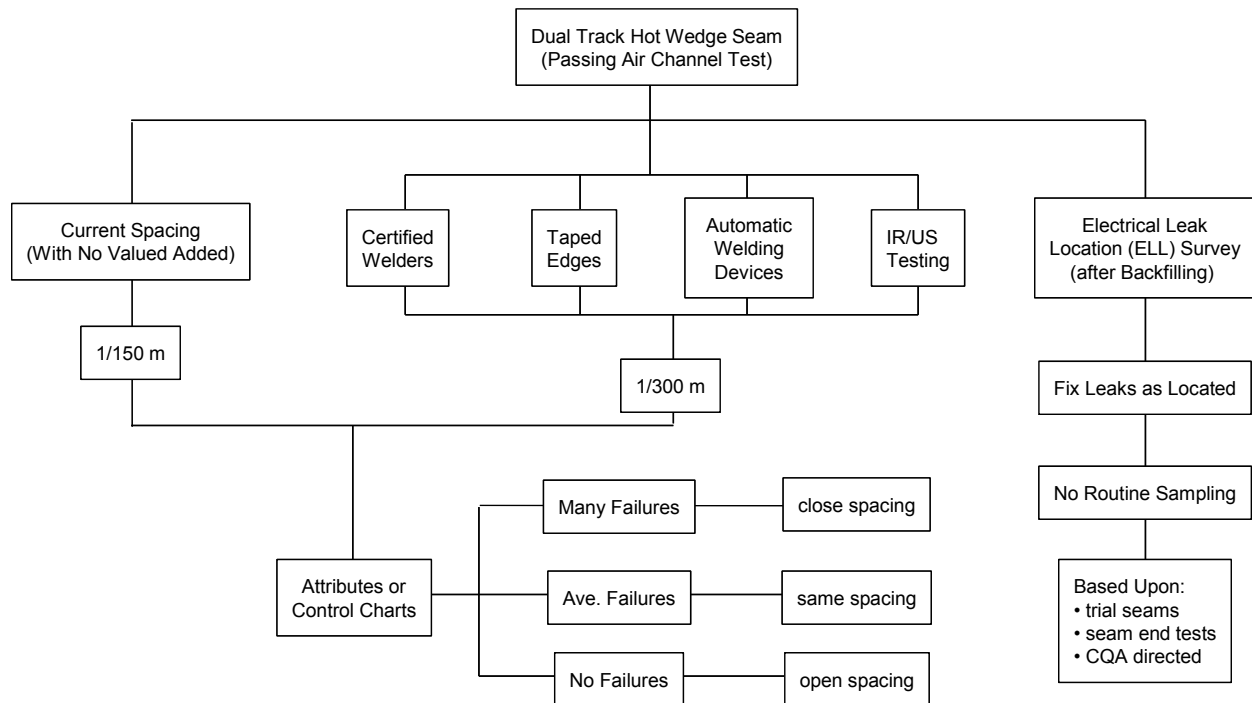 Dual Track Hot Wedge Seam
(Passing Air Channel Test)
Current Spacing
(With No Valued Added)
Certified
Welders
Taped
Edges
Automatic
Welding
Devices
IR/US
Testing
Electrical Leak
Location (ELL) Survey
(after Backfilling)
1/150 m
1/300 m
Fix Leaks as Located
No Routine Sampling
Many Failures
close spacing
Attributes or
Control Charts
Ave. Failures
same spacing
No Failures
open spacing
Based Upon:
• trial seams
• seam end tests
• CQA directed